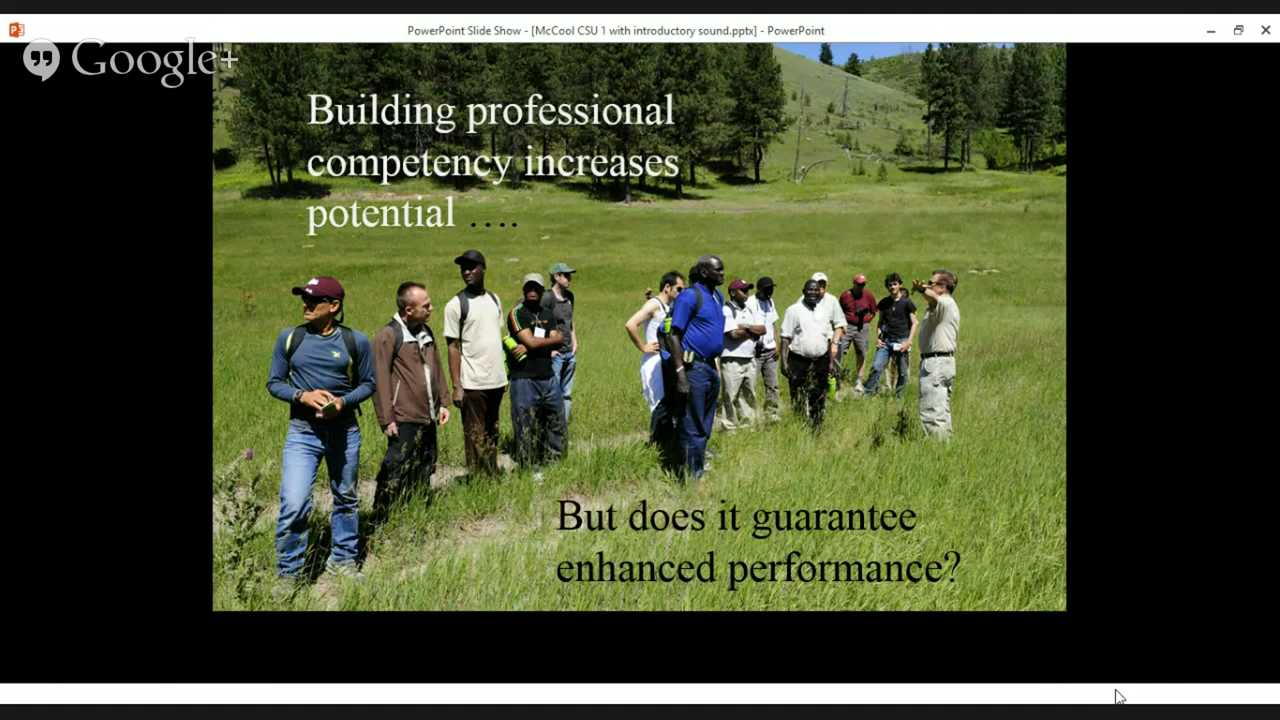 PowerPoint Slide Show - [McCool CSU 1 with introductory sound.pptx] - PowerPoint
Google+
Building professional
competency increases
potential ....
But does it guarantee
enhanced performance?